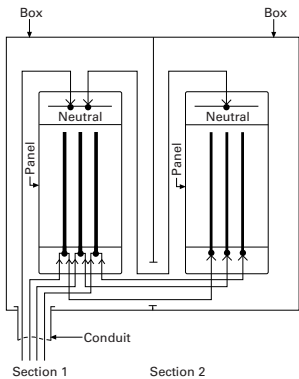 Box
Box
Neutral
Neutral
Panel
Panel
Conduit
Section 1
Section 2